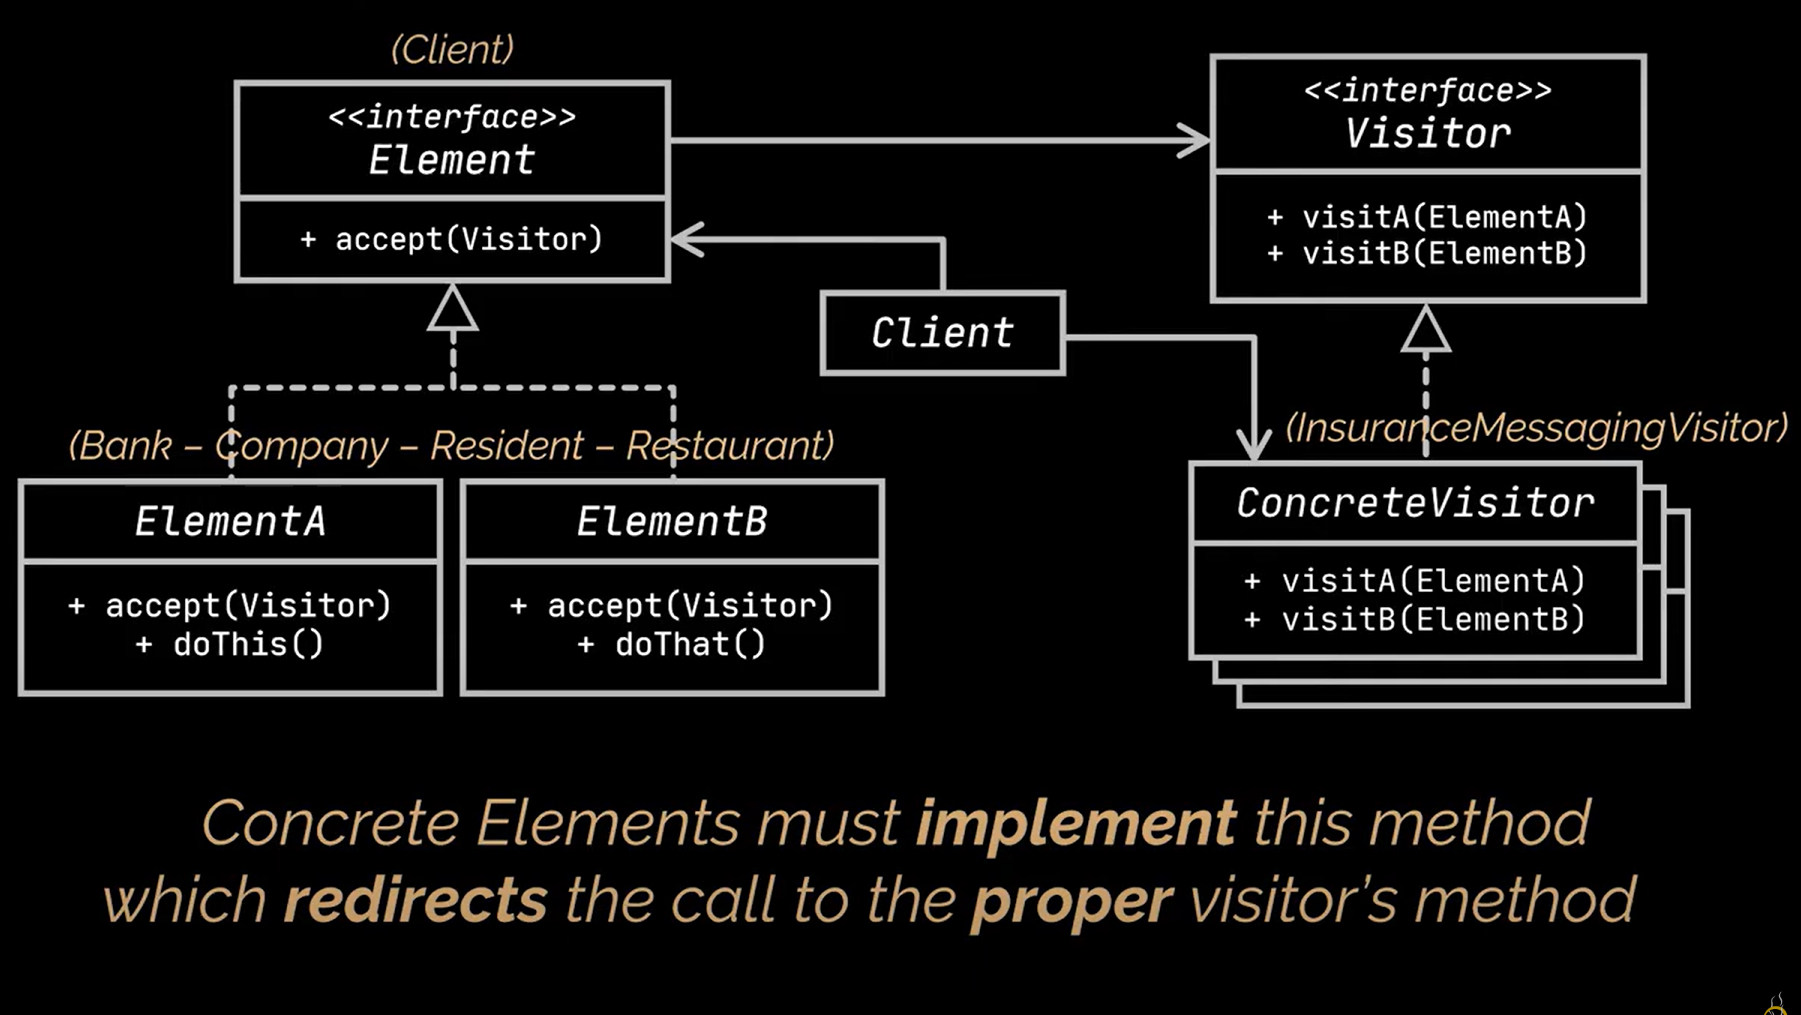 (Client)
<<interface>>
Element
+ accept(Visitor)
<<interface>>
Visitor
+ visitA(ElementA)
+ visitB(ElementB)
Client
(Bank – Company – Resident – Restaurant)
ElementA
+ accept(Visitor)
+ doThis()
ElementB
+ accept(Visitor)
+ doThat()
(InsuranceMessagingVisitor)
ConcreteVisitor
+ visitA(ElementA)
+ visitB(ElementB)
Concrete Elements must implement this method
which redirects the call to the proper visitor's method